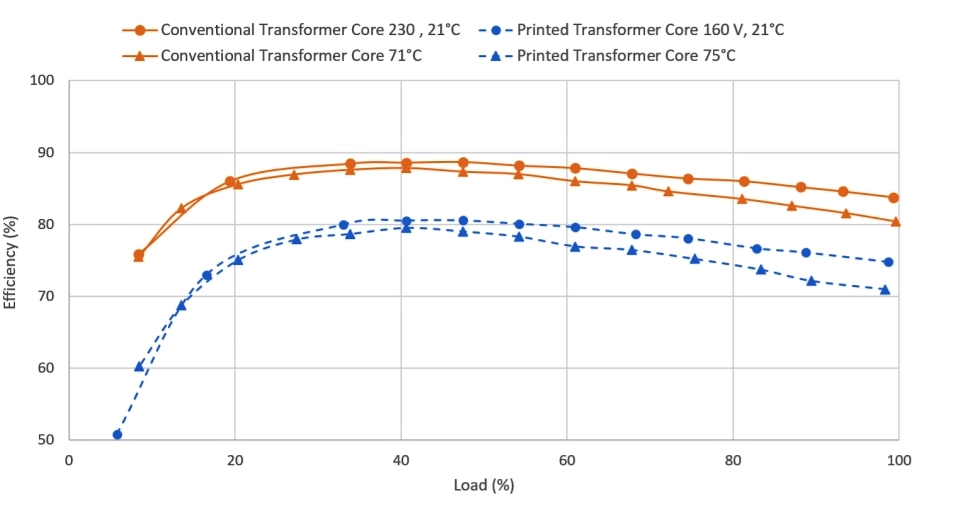 Conventional Transformer Core 230 , 21°C Printed Transformer Core 160 V, 21°C
Conventional Transformer Core 71°C Printed Transformer Core 75°C
100
90
80
70
60
50
Efficiency (%)
0 20 40 60 80 100
Load (%)